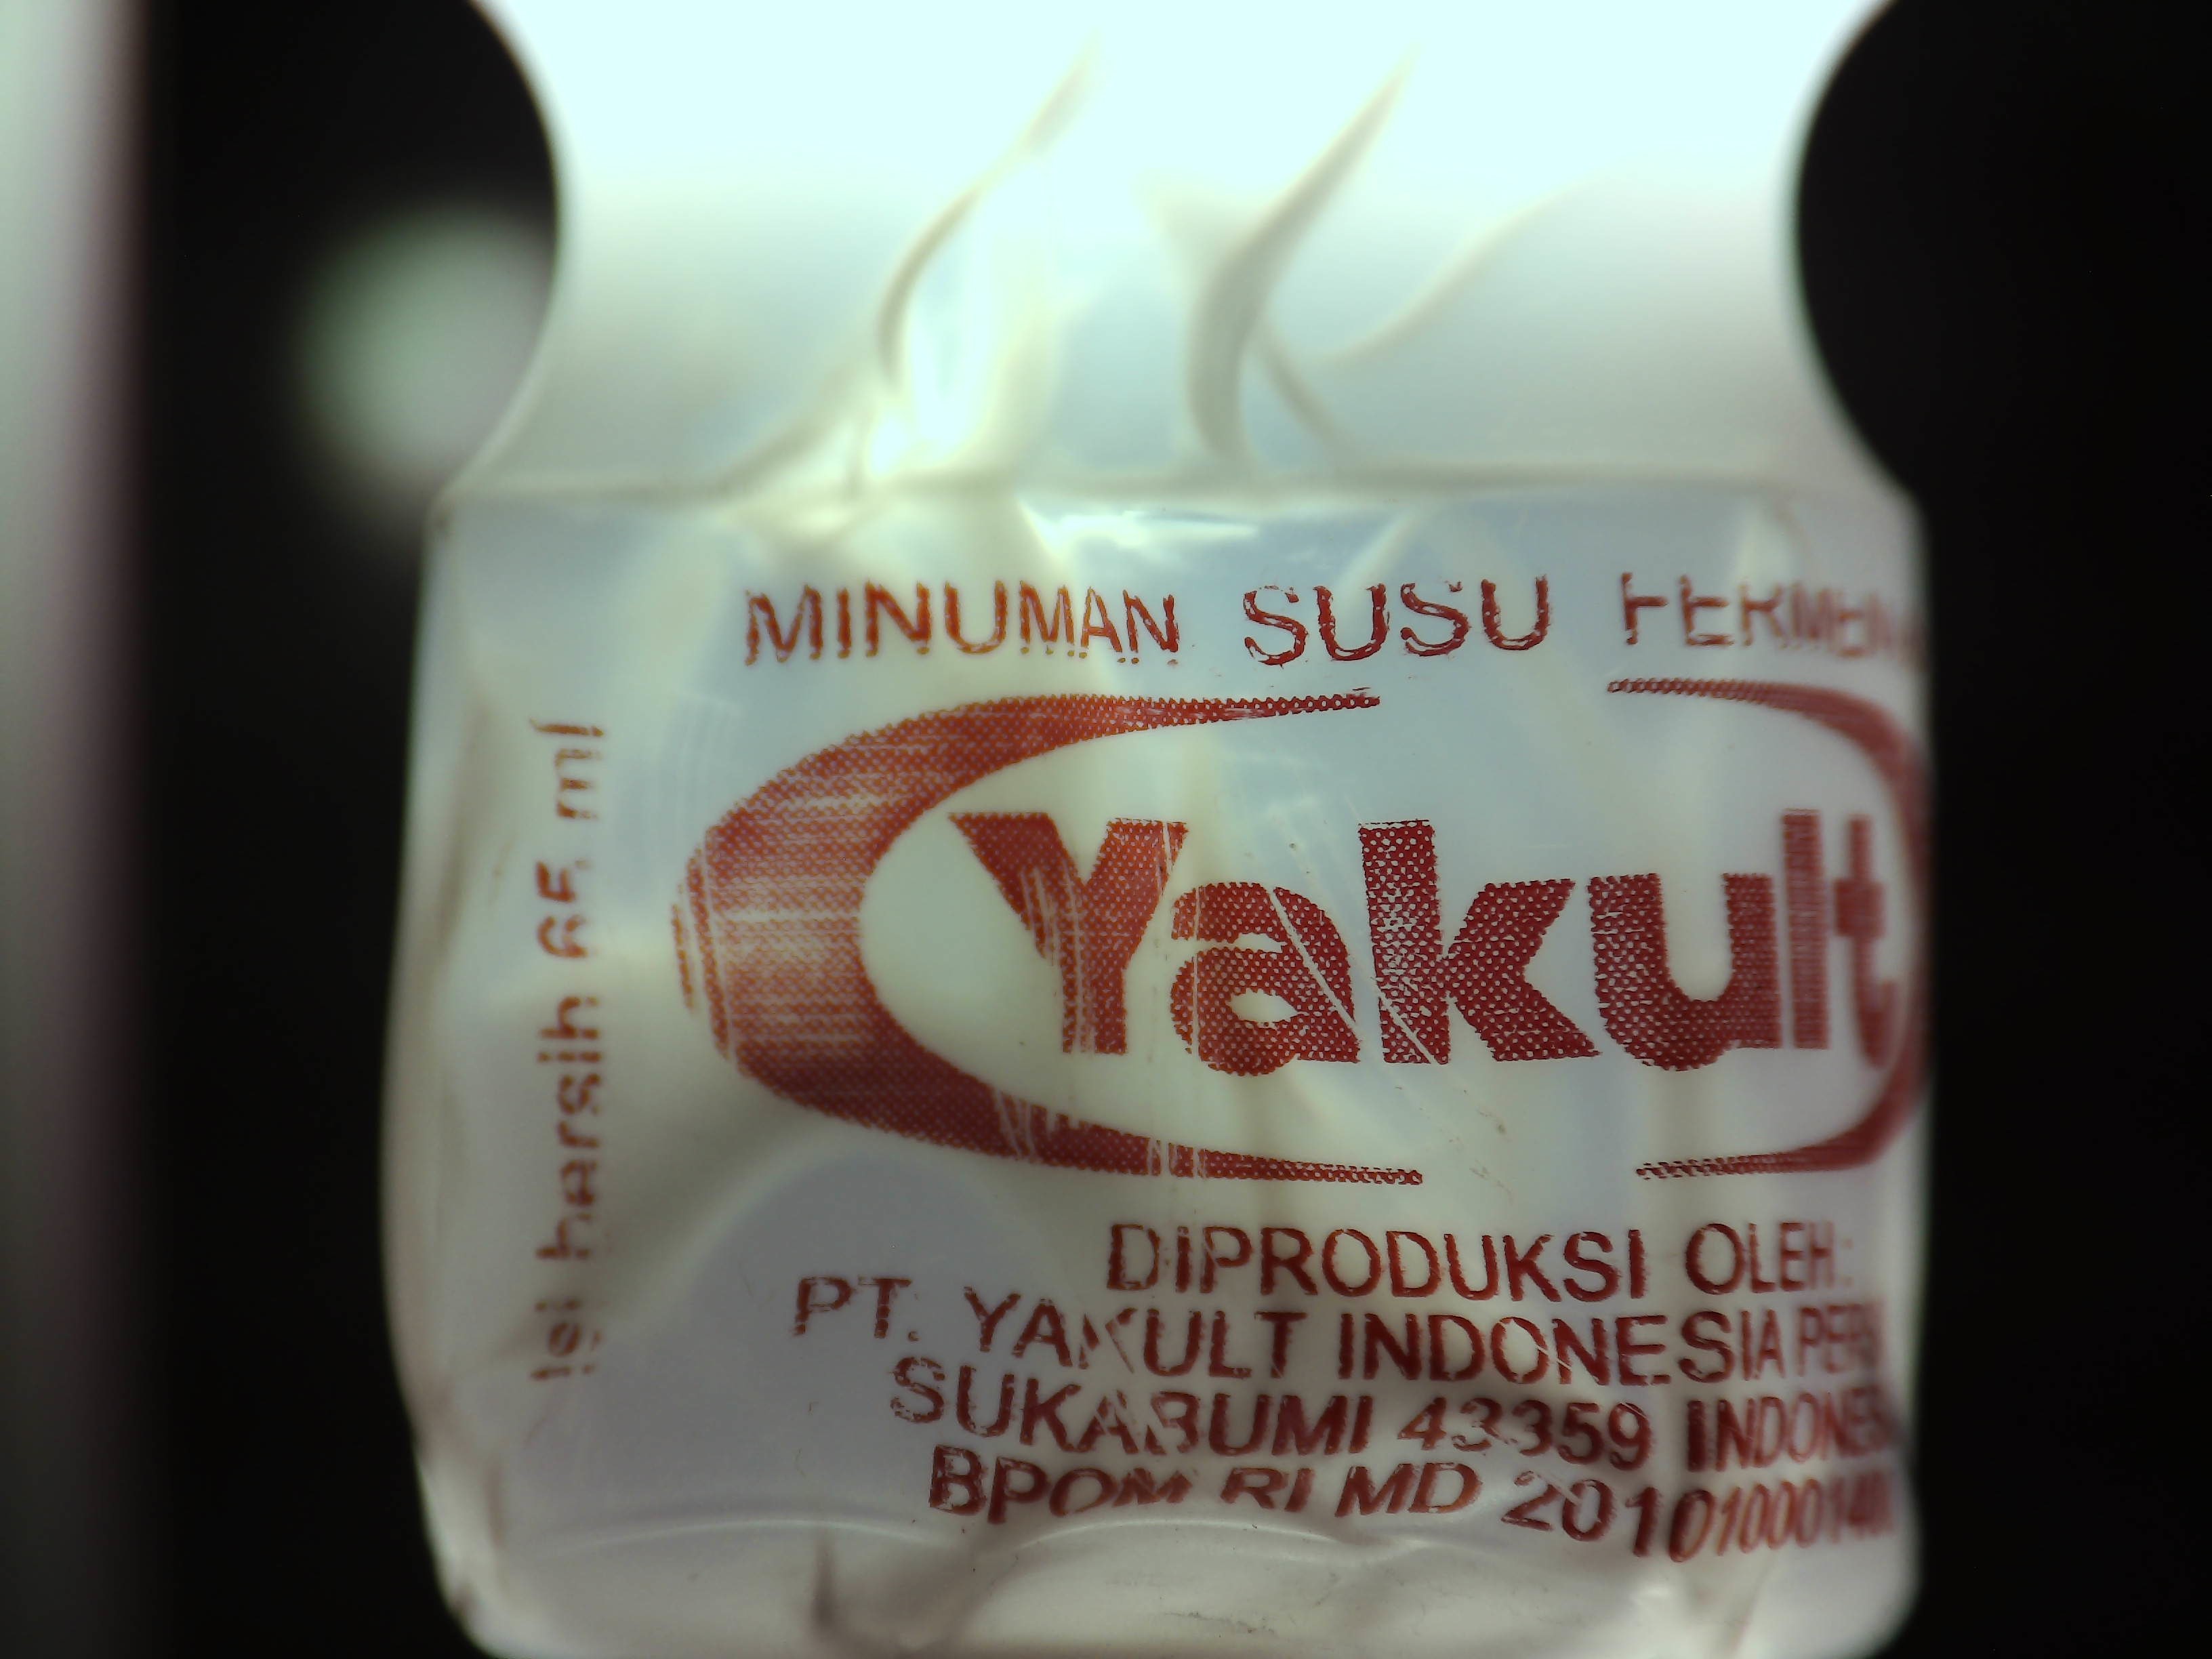 MINUMAN SUSU
Yakult
isi bersih 65 ml
DIPRODUKSI OLEH:
PT. YAKULT INDONESIA
SUKABUMI 43359
BPOM RI MD